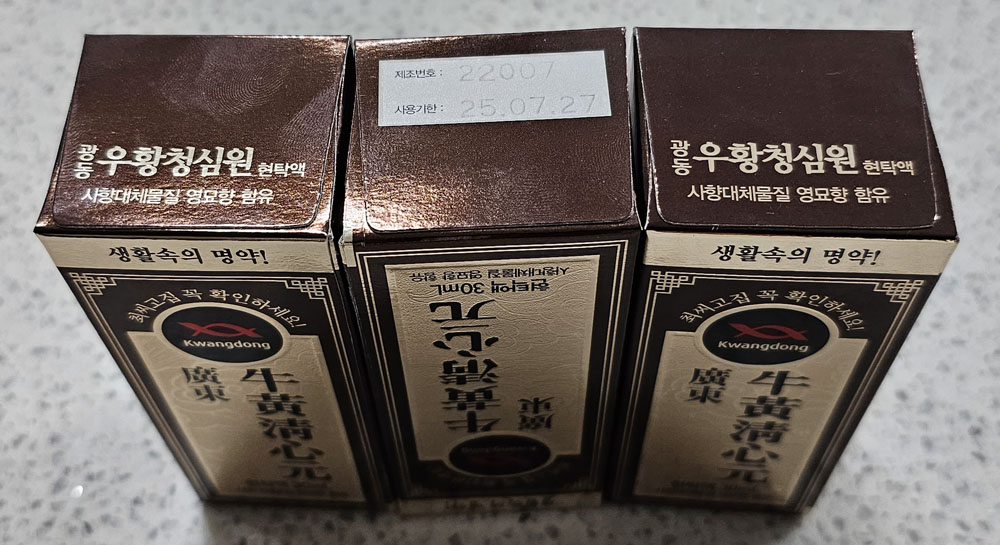 광동 우황청심원 현탁액
사향대체물질 영묘향 함유
생활속의 명약!
최씨고집 꼭 확인하세요!
Kwangdong
廣東
牛黃淸心元
제조번호 : 22007
사용기한 : 25.07.27
사향대체물질 영묘향 함유
현탁액 30mL
牛黃淸心元
廣東
Kwangdong
광동 우황청심원 현탁액
사향대체물질 영묘향 함유
생활속의 명약!
최씨고집 꼭 확인하세요!
Kwangdong
廣東
牛黃淸心元